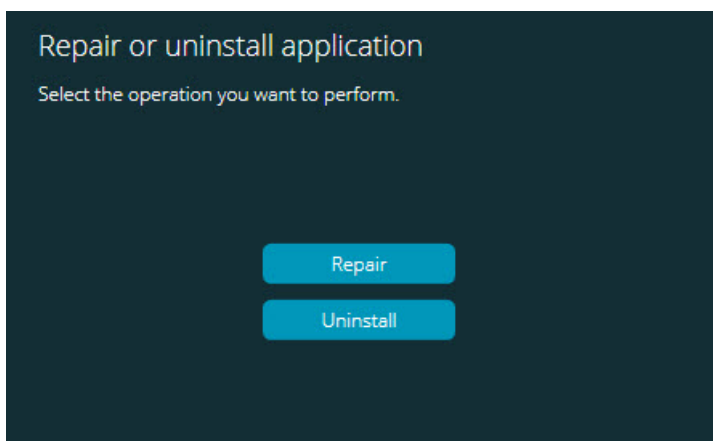 Repair or uninstall application
Select the operation you want to perform.
Repair
Uninstall